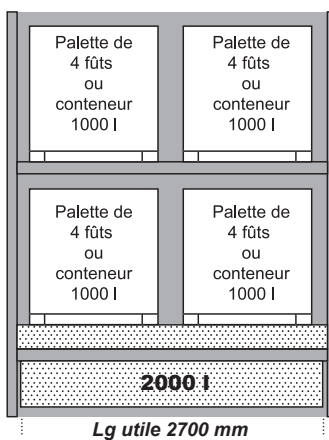 Palette de
4 fûts
ou
conteneur
1000 l
Palette de
4 fûts
ou
conteneur
1000 l
Palette de
4 fûts
ou
conteneur
1000 l
Palette de
4 fûts
ou
conteneur
1000 l
2000 l
Lg utile 2700 mm